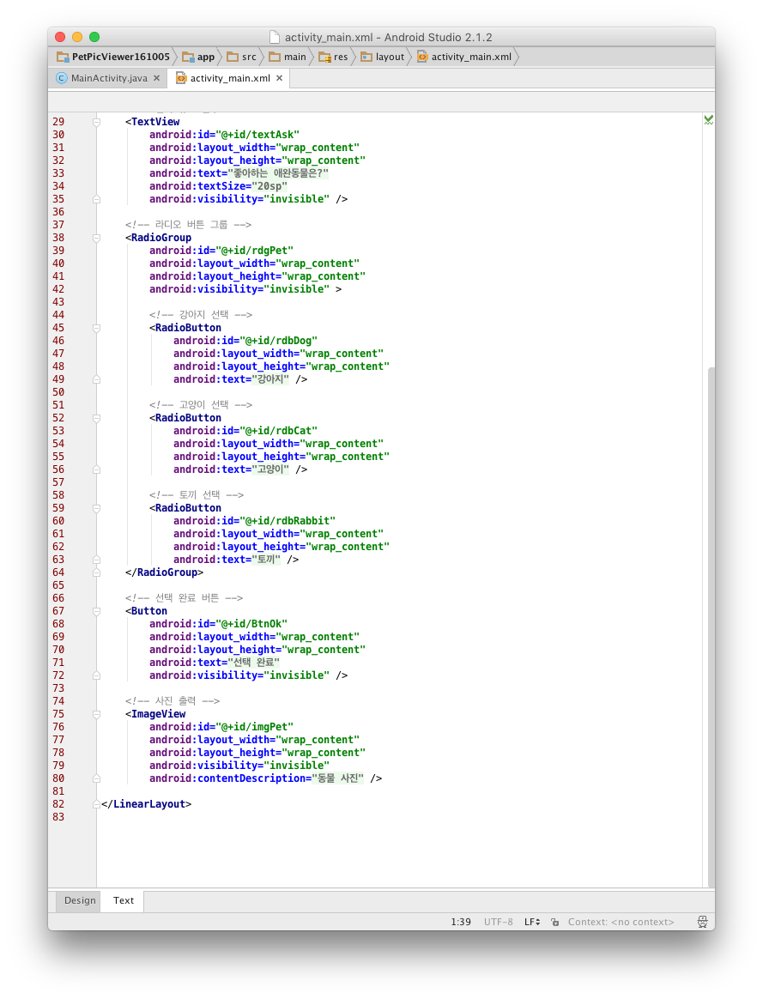 activity_main.xml - Android Studio 2.1.2
PetPicViewer161005 app src main res layout activity_main.xml
MainActivity.java × activity_main.xml ×
29 <TextView
30 android:id="@+id/textAsk"
31 android:layout_width="wrap_content"
32 android:layout_height="wrap_content"
33 android:text="좋아하는 애완동물은?"
34 android:textSize="20sp"
35 android:visibility="invisible" />
36
37 <!-- 라디오 버튼 그룹 -->
38 <RadioGroup
39 android:id="@+id/rdgPet"
40 android:layout_width="wrap_content"
41 android:layout_height="wrap_content"
42 android:visibility="invisible" >
43
44 <!-- 강아지 선택 -->
45 <RadioButton
46 android:id="@+id/rdbDog"
47 android:layout_width="wrap_content"
48 android:layout_height="wrap_content"
49 android:text="강아지" />
50
51 <!-- 고양이 선택 -->
52 <RadioButton
53 android:id="@+id/rdbCat"
54 android:layout_width="wrap_content"
55 android:layout_height="wrap_content"
56 android:text="고양이" />
57
58 <!-- 토끼 선택 -->
59 <RadioButton
60 android:id="@+id/rdbRabbit"
61 android:layout_width="wrap_content"
62 android:layout_height="wrap_content"
63 android:text="토끼" />
64 </RadioGroup>
65
66 <!-- 선택 완료 버튼 -->
67 <Button
68 android:id="@+id/BtnOk"
69 android:layout_width="wrap_content"
70 android:layout_height="wrap_content"
71 android:text="선택 완료"
72 android:visibility="invisible" />
73
74 <!-- 사진 출력 -->
75 <ImageView
76 android:id="@+id/imgPet"
77 android:layout_width="wrap_content"
78 android:layout_height="wrap_content"
79 android:visibility="invisible"
80 android:contentDescription="동물 사진" />
81
82 </LinearLayout>
83
Design Text
1:39 UTF-8 LF Context: <no context>